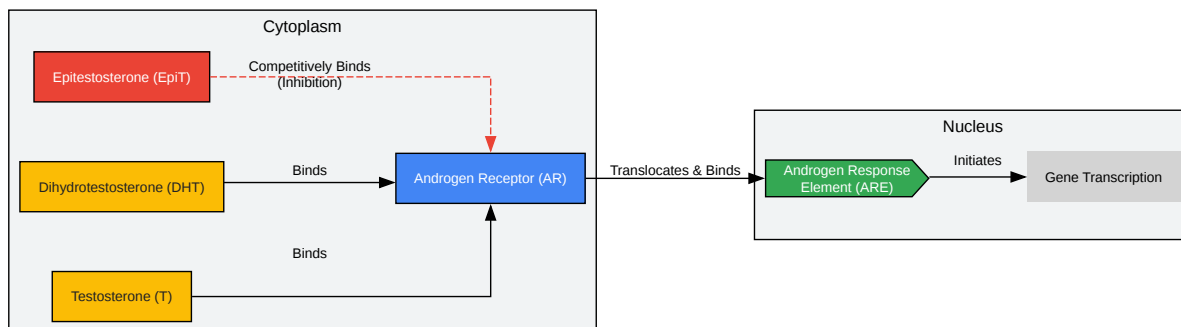 Cytoplasm
Epitestosterone (EpiT)
Competitively Binds
(Inhibition)
Dihydrotestosterone (DHT)
Binds
Androgen Receptor (AR)
Binds
Testosterone (T)
Translocates & Binds
Nucleus
Androgen Response
Element (ARE)
Initiates
Gene Transcription